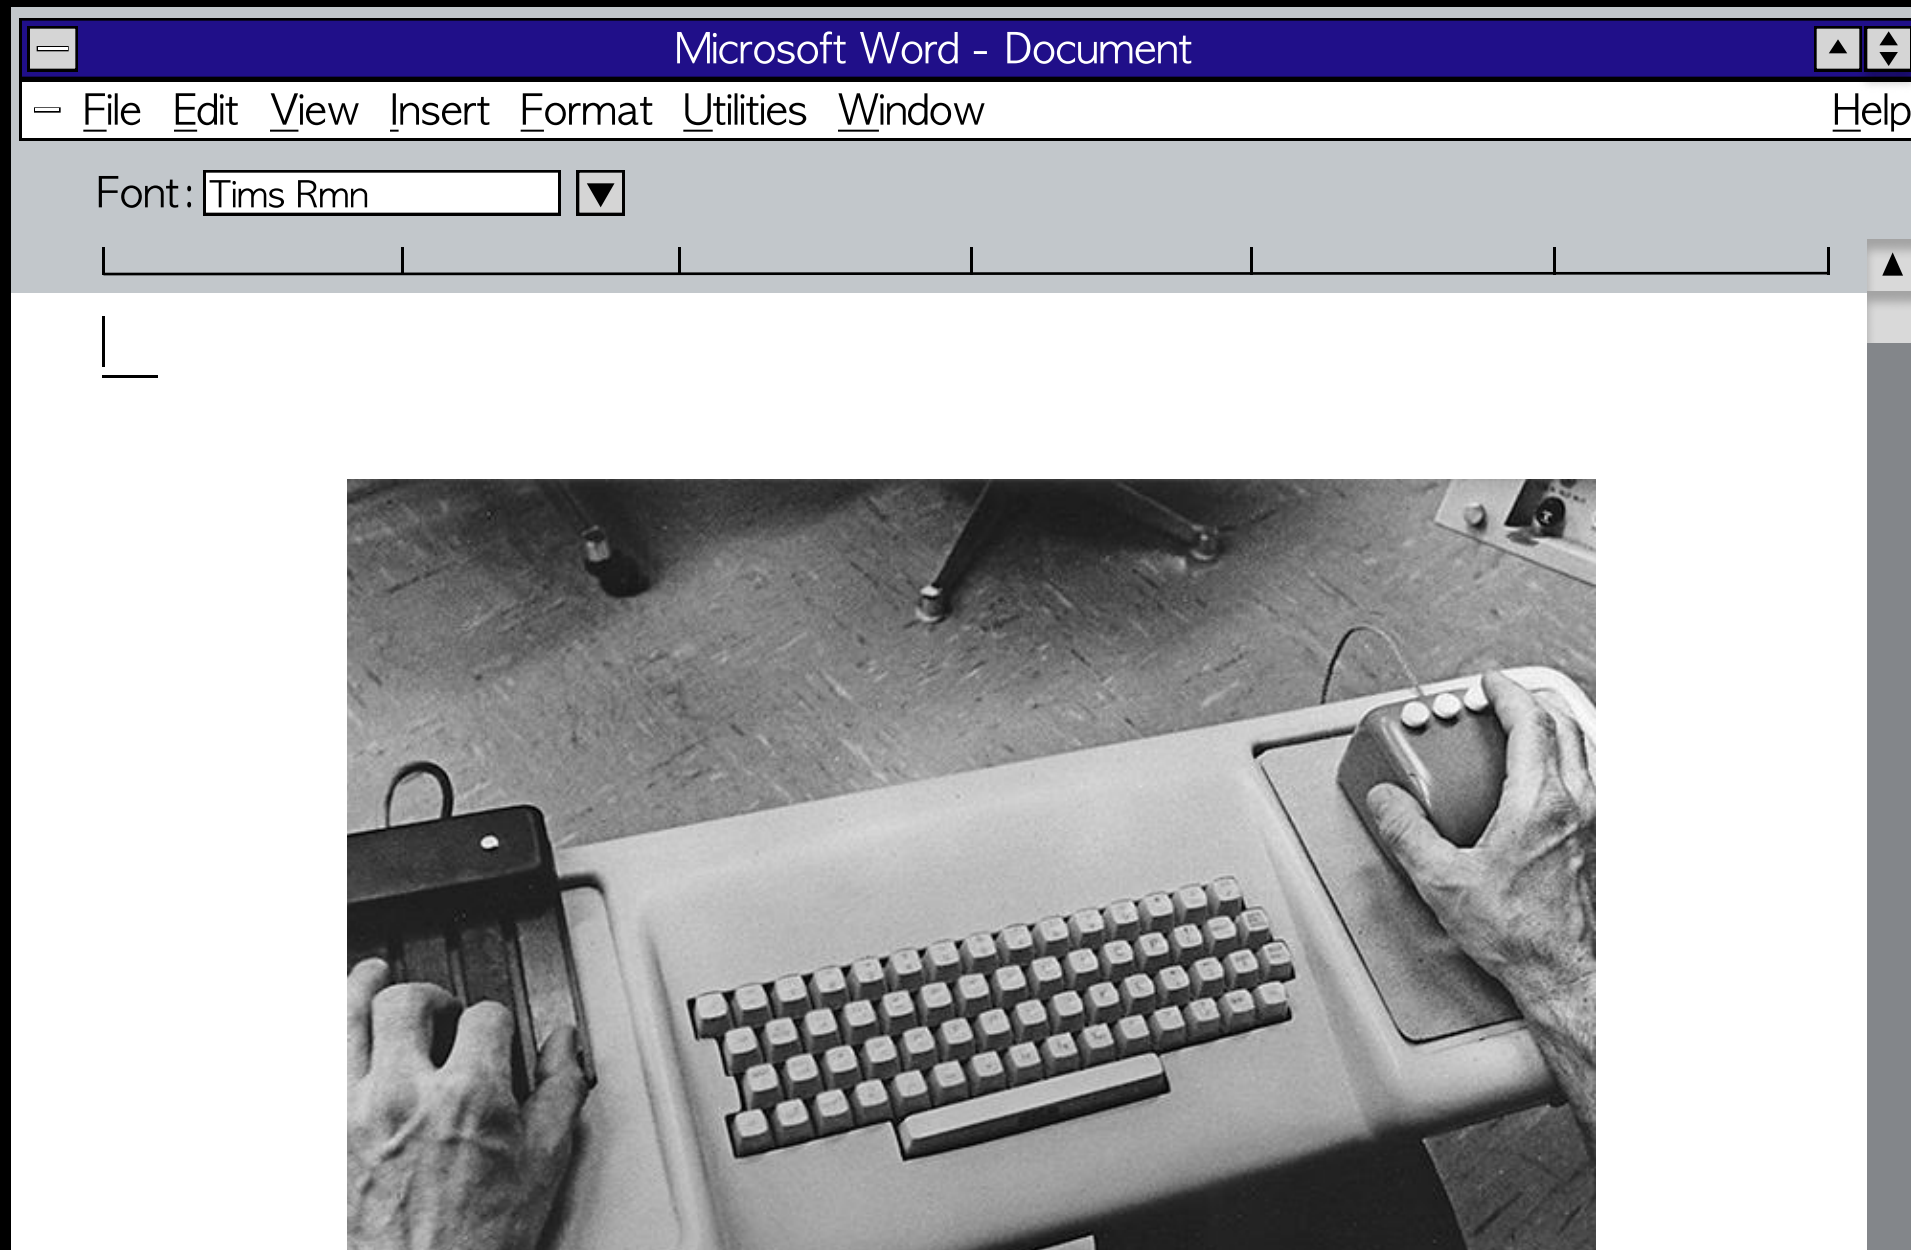 Microsoft Word - Document
File Edit View Insert Format Utilities Window Help
Font: Tims Rmn